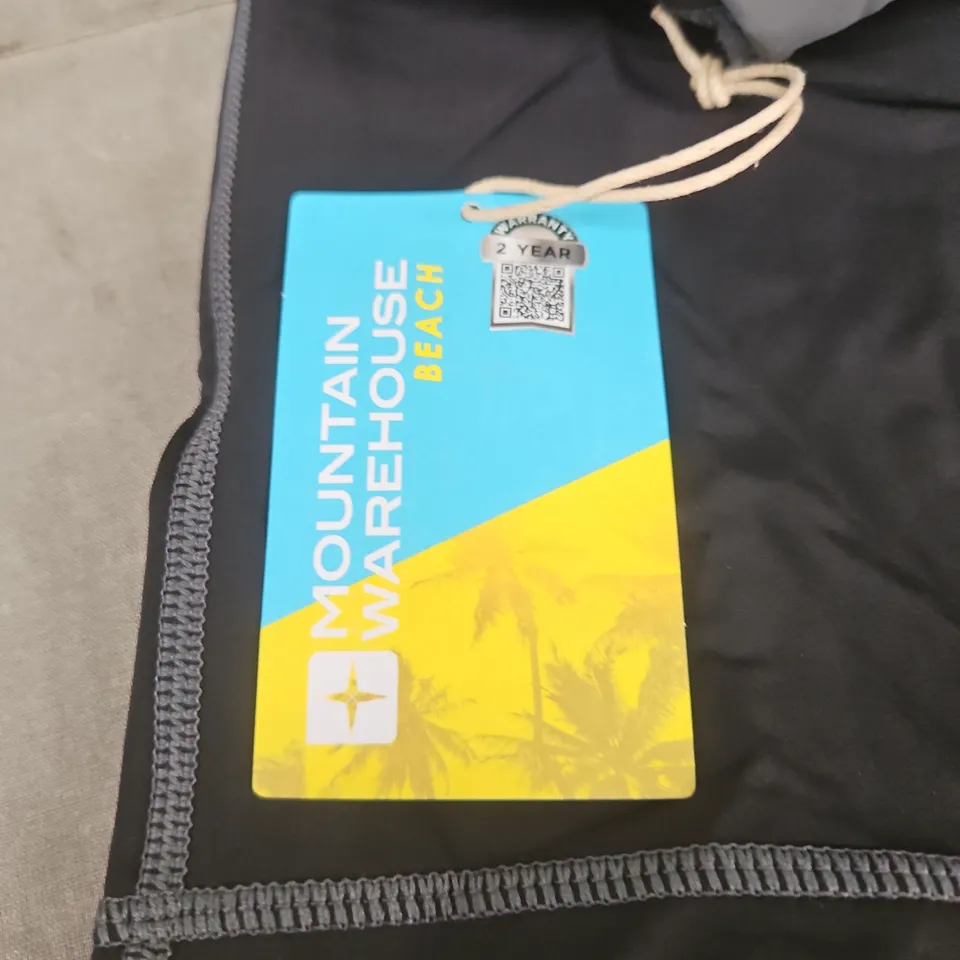 WARRANTY
2 YEAR
MOUNTAIN
WAREHOUSE
BEACH